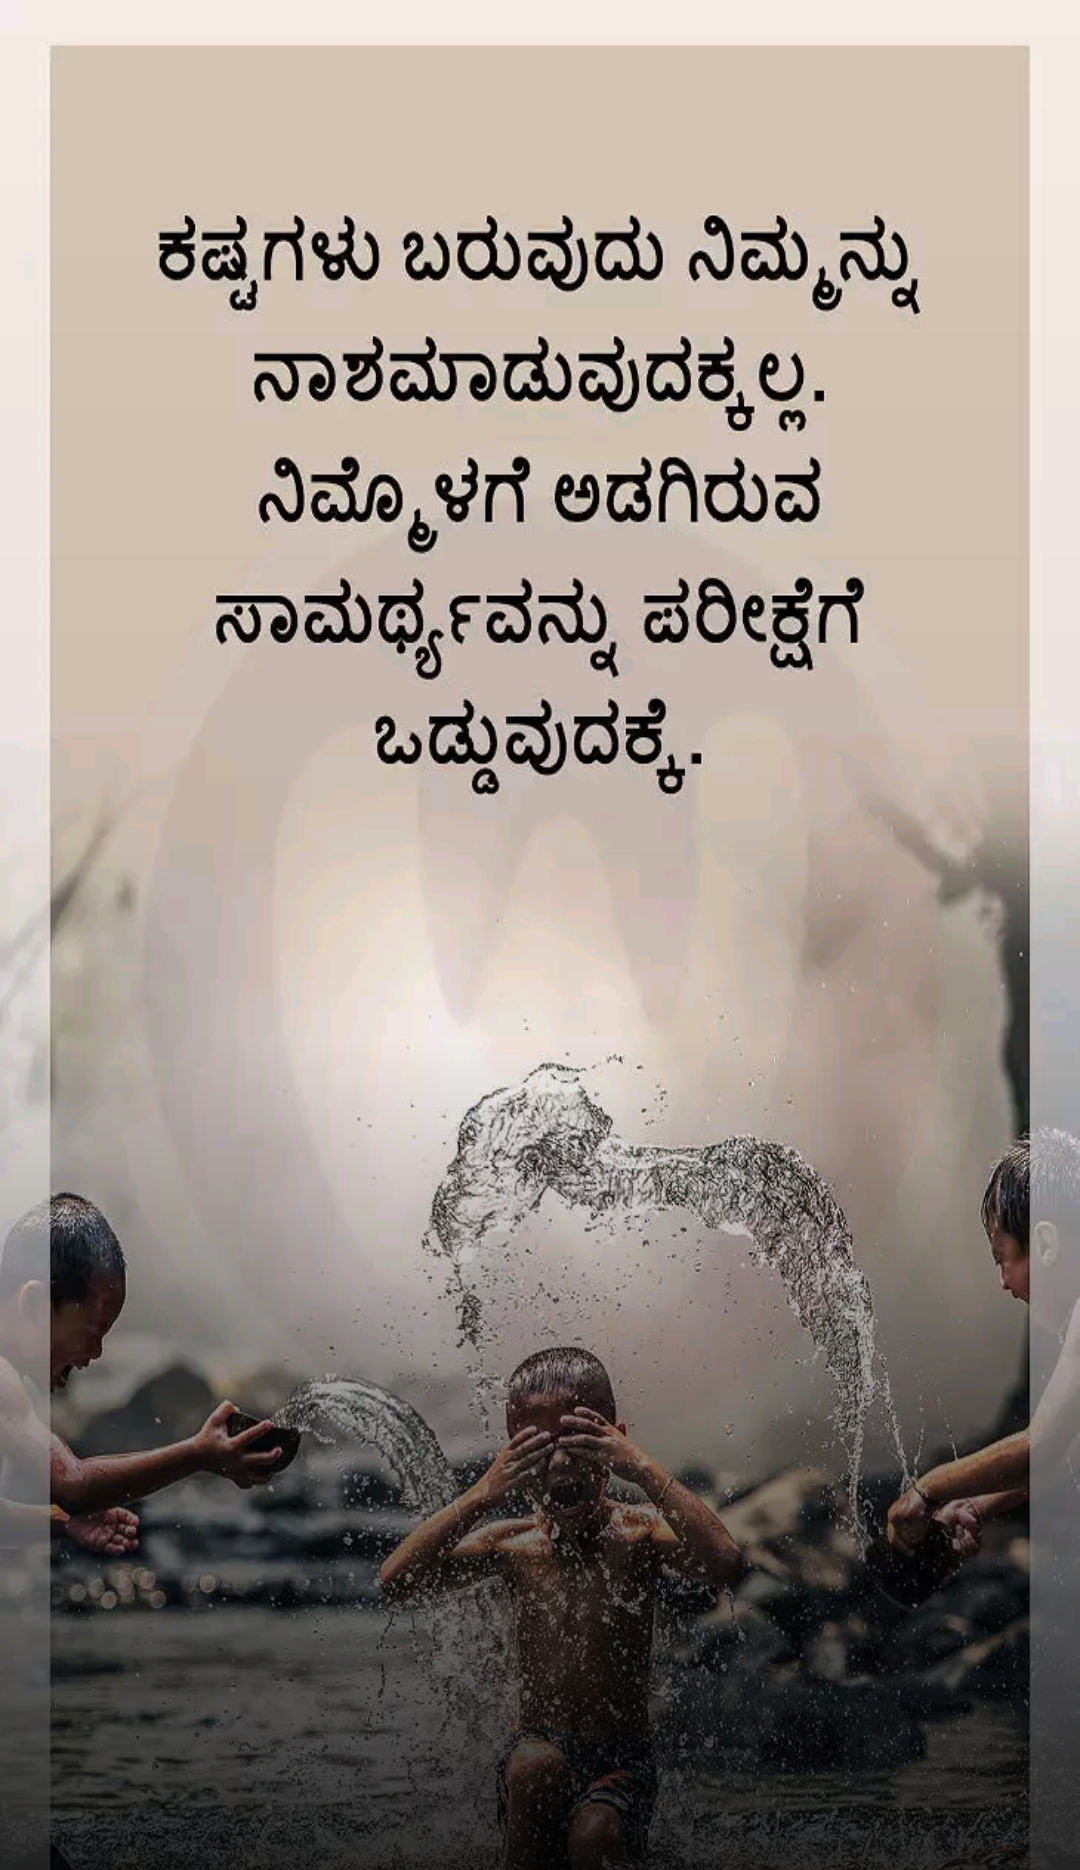 ಕಷ್ಟಗಳು ಬರುವುದು ನಿಮ್ಮನ್ನು
ನಾಶಮಾಡುವುದಕ್ಕಲ್ಲ.
ನಿಮ್ಮೊಳಗೆ ಅಡಗಿರುವ
ಸಾಮರ್ಥ್ಯವನ್ನು ಪರೀಕ್ಷೆಗೆ
ಒಡ್ಡುವುದಕ್ಕೆ.